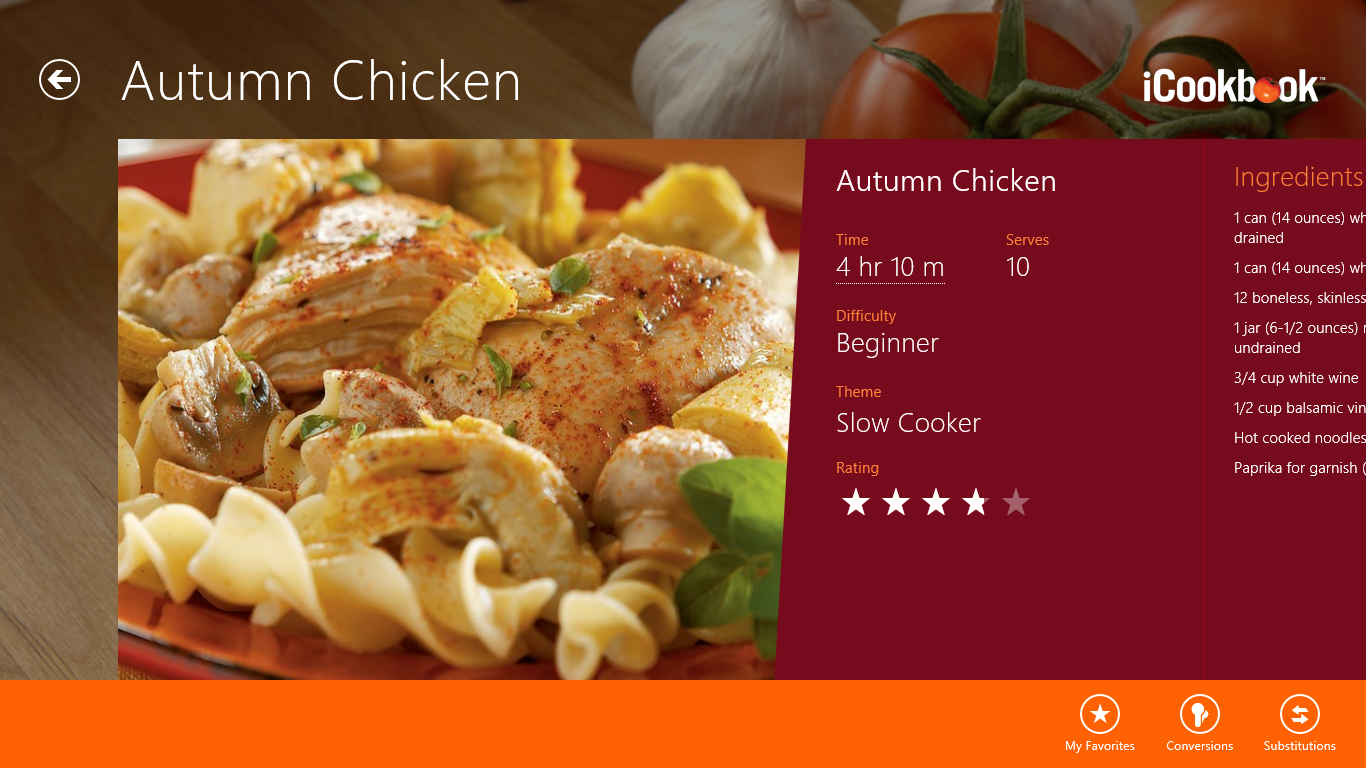 Autumn Chicken
iCookbook™
Autumn Chicken
Time
4 hr 10 m
Serves
10
Difficulty
Beginner
Theme
Slow Cooker
Rating
Ingredients
1 can (14 ounces) wh
drained
1 can (14 ounces) wh
12 boneless, skinless
1 jar (6-1/2 ounces)
undrained
3/4 cup white wine
1/2 cup balsamic vin
Hot cooked noodles
Paprika for garnish (
My Favorites
Conversions
Substitutions